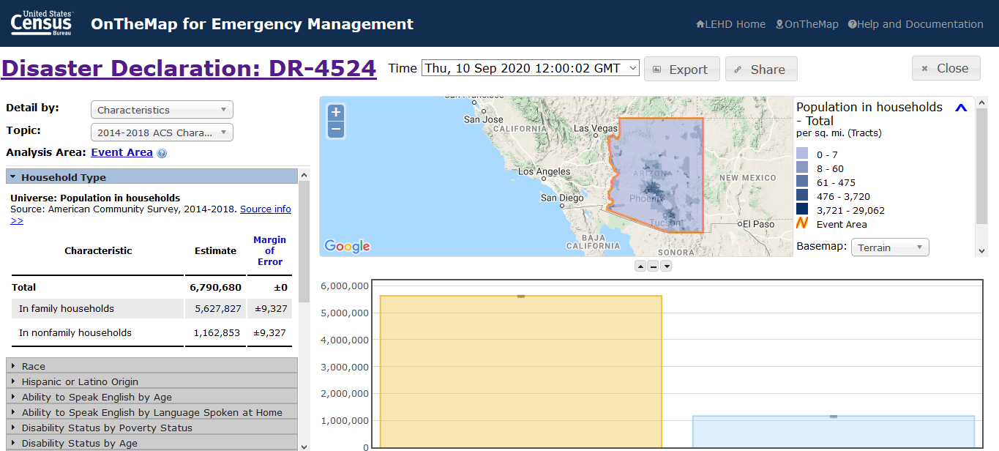 United States
Census
Bureau
OnTheMap for Emergency Management
LEHD Home OnTheMap Help and Documentation
Disaster Declaration: DR-4524
Time Thu, 10 Sep 2020 12:00:02 GMT
Export
Share
Close
Detail by: Characteristics
Topic: 2014-2018 ACS Chara...
Analysis Area: Event Area
Household Type
Universe: Population in households
Source: American Community Survey, 2014-2018. Source info
>>
Characteristic Estimate Margin of Error
Total 6,790,680 ±0
In family households 5,627,827 ±9,327
In nonfamily households 1,162,853 ±9,327
Race
Hispanic or Latino Origin
Ability to Speak English by Age
Ability to Speak English by Language Spoken at Home
Disability Status by Poverty Status
Disability Status by Age
San Francisco
San Jose
CALIFORNIA
Las Vegas
Los Angeles
San Diego
ARIZONA
Phoenix
Tucson
NEW MEXICO
El Paso
BAJA
CALIFORNIA
SONORA
Google
Population in households
- Total
per sq. mi. (Tracts)
0 - 7
8 - 60
61 - 475
476 - 3,720
3,721 - 29,062
Event Area
Basemap: Terrain
6,000,000
5,000,000
4,000,000
3,000,000
2,000,000
1,000,000
0